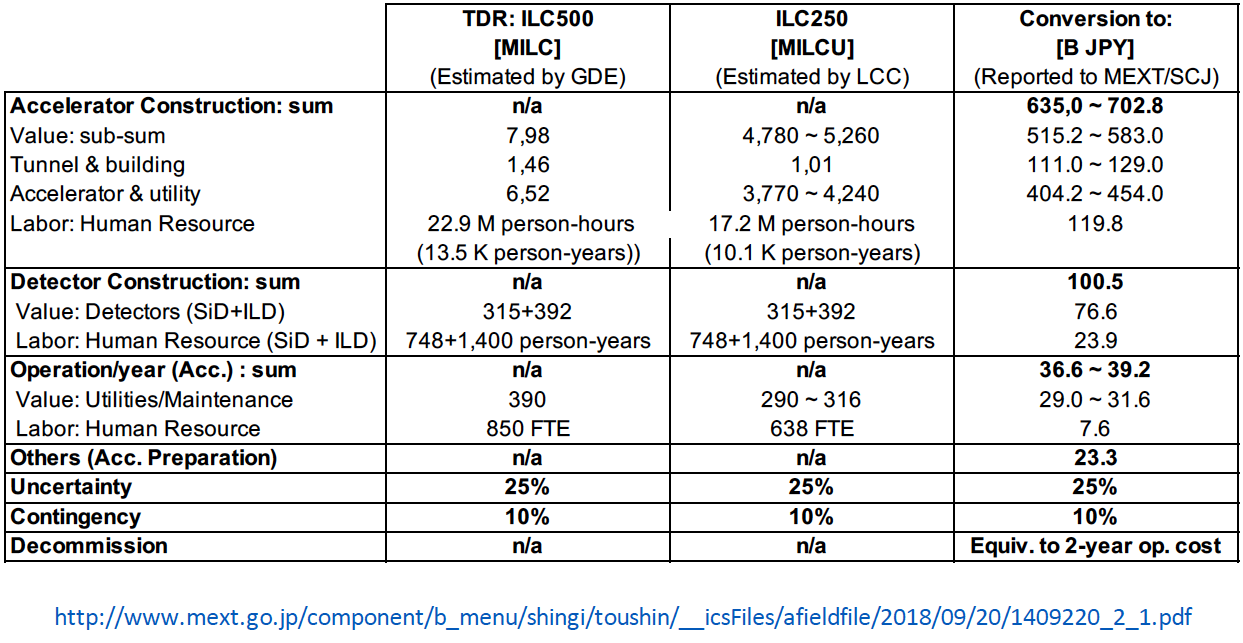 TDR: ILC500 ILC250 Conversion to:
[MILC] [MILCU] [B JPY]
(Estimated by GDE) (Estimated by LCC) (Reported to MEXT/SCJ)
Accelerator Construction: sum n/a n/a 635,0 ~ 702.8
Value: sub-sum 7,98 4,780 ~ 5,260 515.2 ~ 583.0
Tunnel & building 1,46 1,01 111.0 ~ 129.0
Accelerator & utility 6,52 3,770 ~ 4,240 404.2 ~ 454.0
Labor: Human Resource 22.9 M person-hours 17.2 M person-hours 119.8
(13.5 K person-years)) (10.1 K person-years)
Detector Construction: sum n/a n/a 100.5
Value: Detectors (SiD+ILD) 315+392 315+392 76.6
Labor: Human Resource (SiD + ILD) 748+1,400 person-years 748+1,400 person-years 23.9
Operation/year (Acc.) : sum n/a n/a 36.6 ~ 39.2
Value: Utilities/Maintenance 390 290 ~ 316 29.0 ~ 31.6
Labor: Human Resource 850 FTE 638 FTE 7.6
Others (Acc. Preparation) n/a n/a 23.3
Uncertainty 25% 25% 25%
Contingency 10% 10% 10%
Decommission n/a n/a Equiv. to 2-year op. cost
http://www.mext.go.jp/component/b_menu/shingi/toushin/__icsFiles/afieldfile/2018/09/20/1409220_2_1.pdf